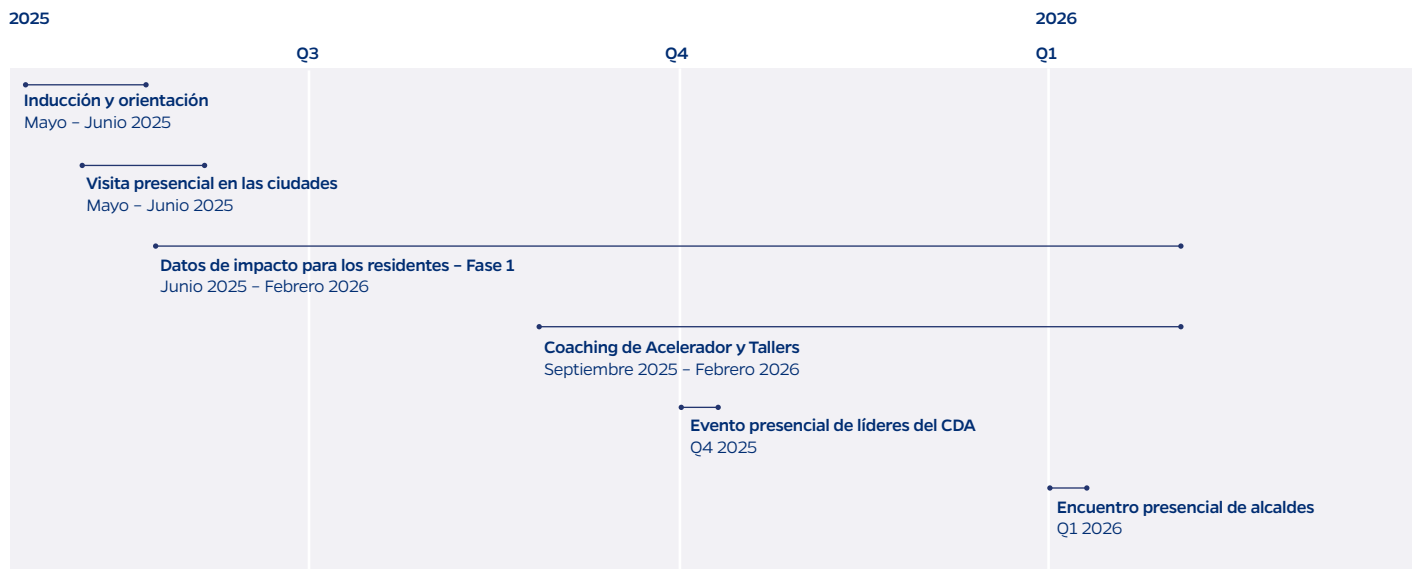 2025
2026
Q3
Q4
Q1
Inducción y orientación
Mayo – Junio 2025
Visita presencial en las ciudades
Mayo – Junio 2025
Datos de impacto para los residentes – Fase 1
Junio 2025 – Febrero 2026
Coaching de Acelerador y Tallers
Septiembre 2025 – Febrero 2026
Evento presencial de líderes del CDA
Q4 2025
Encuentro presencial de alcaldes
Q1 2026